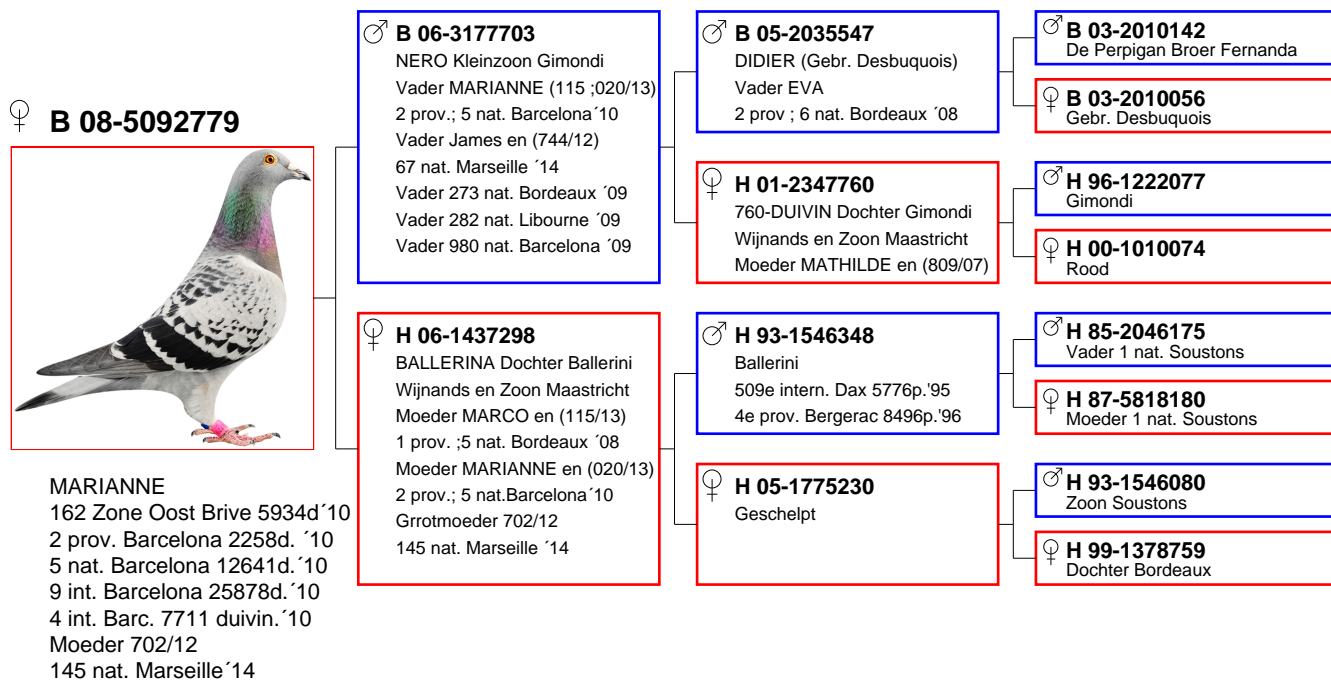 B 08-5092779
MARIANNE
162 Zone Oost Brive 5934d´10
2 prov. Barcelona 2258d. ´10
5 nat. Barcelona 12641d.´10
9 int. Barcelona 25878d.´10
4 int. Barc. 7711 duivin.´10
Moeder 702/12
145 nat. Marseille´14
B 06-3177703
NERO Kleinzoon Gimondi
Vader MARIANNE (115 ;020/13)
2 prov.; 5 nat. Barcelona´10
Vader James en (744/12)
67 nat. Marseille ´14
Vader 273 nat. Bordeaux ´09
Vader 282 nat. Libourne ´09
Vader 980 nat. Barcelona ´09
H 06-1437298
BALLERINA Dochter Ballerini
Wijnands en Zoon Maastricht
Moeder MARCO en (115/13)
1 prov. ;5 nat. Bordeaux ´08
Moeder MARIANNE en (020/13)
2 prov.; 5 nat.Barcelona´10
Grrotmoeder 702/12
145 nat. Marseille ´14
B 05-2035547
DIDIER (Gebr. Desbuquois)
Vader EVA
2 prov ; 6 nat. Bordeaux ´08
H 01-2347760
760-DUIVIN Dochter Gimondi
Wijnands en Zoon Maastricht
Moeder MATHILDE en (809/07)
H 93-1546348
Ballerini
509e intern. Dax 5776p.'95
4e prov. Bergerac 8496p.'96
H 05-1775230
Geschelpt
B 03-2010142
De Perpigan Broer Fernanda
B 03-2010056
Gebr. Desbuquois
H 96-1222077
Gimondi
H 00-1010074
Rood
H 85-2046175
Vader 1 nat. Soustons
H 87-5818180
Moeder 1 nat. Soustons
H 93-1546080
Zoon Soustons
H 99-1378759
Dochter Bordeaux